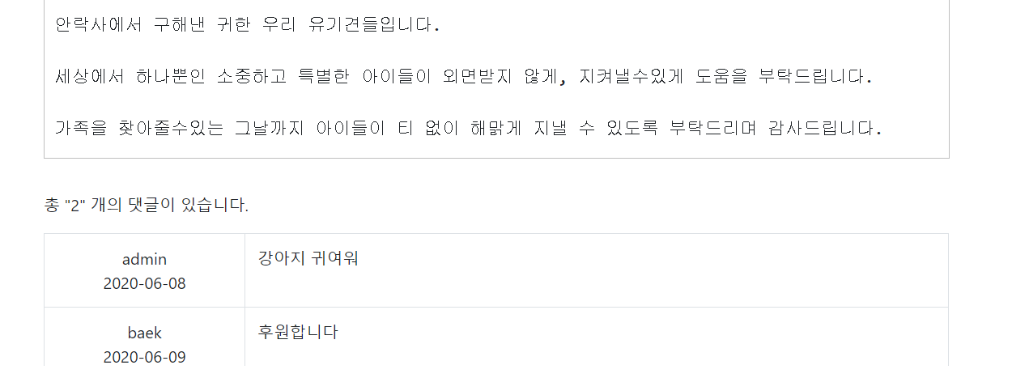 안락사에서 구해낸 귀한 우리 유기견들입니다.
세상에서 하나뿐인 소중하고 특별한 아이들이 외면받지 않게, 지켜낼수있게 도움을 부탁드립니다.
가족을 찾아줄수있는 그날까지 아이들이 티 없이 해맑게 지낼 수 있도록 부탁드리며 감사드립니다.
총 "2" 개의 댓글이 있습니다.
admin
2020-06-08
강아지 귀여워
baek
2020-06-09
후원합니다